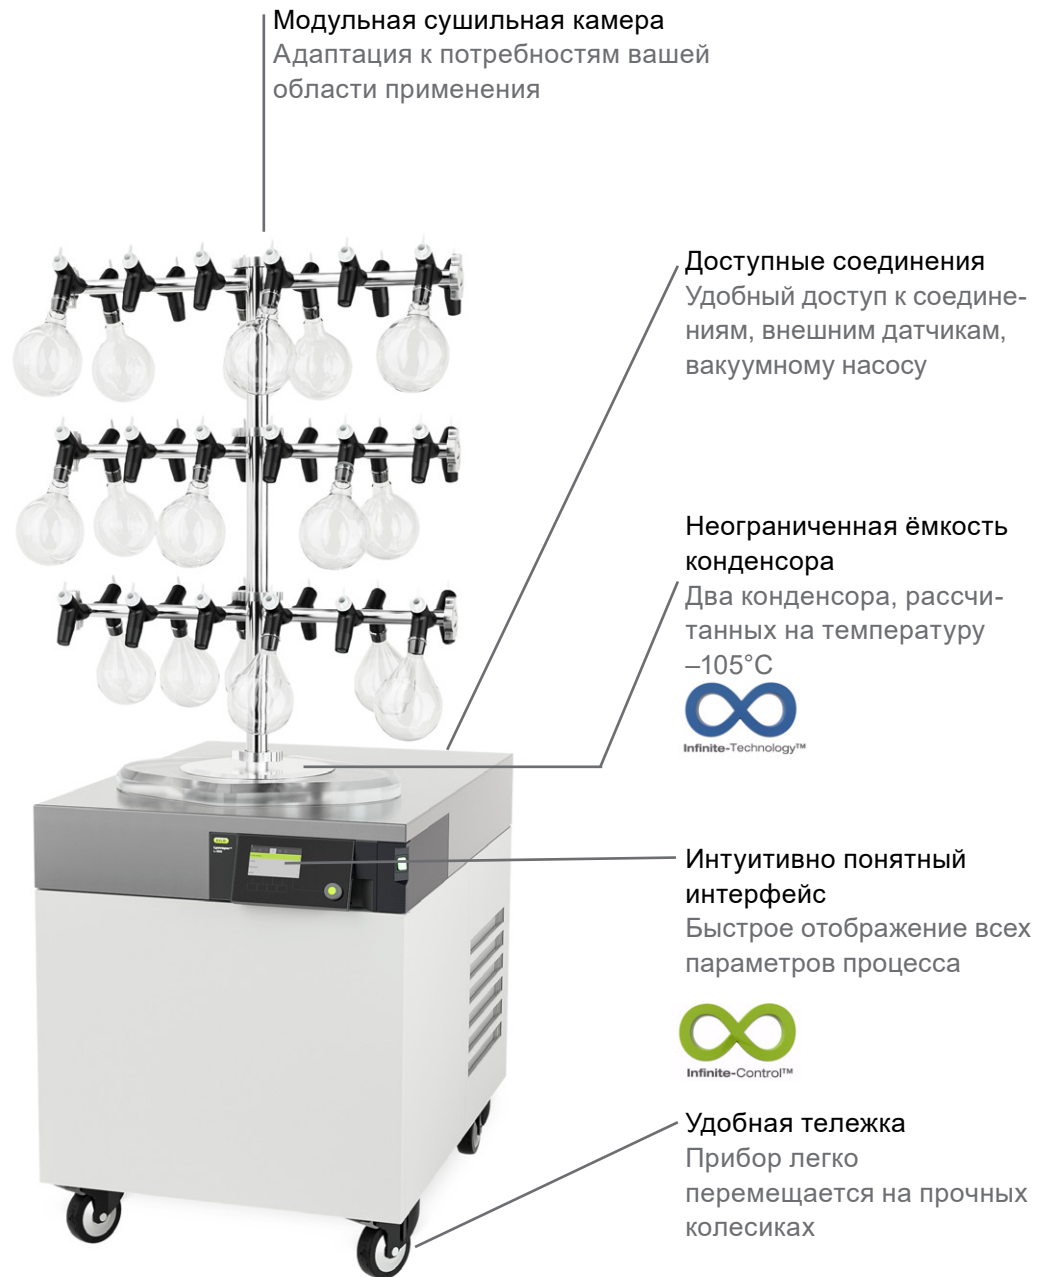 Модульная сушильная камера
Адаптация к потребностям вашей
области применения
Доступные соединения
Удобный доступ к соедине-
ниям, внешним датчикам,
вакуумному насосу
Неограниченная ёмкость
конденсора
Два конденсора, рассчи-
танных на температуру
–105°C
Infinite-Technology™
Интуитивно понятный
интерфейс
Быстрое отображение всех
параметров процесса
Infinite-Control™
Удобная тележка
Прибор легко
перемещается на прочных
колесиках